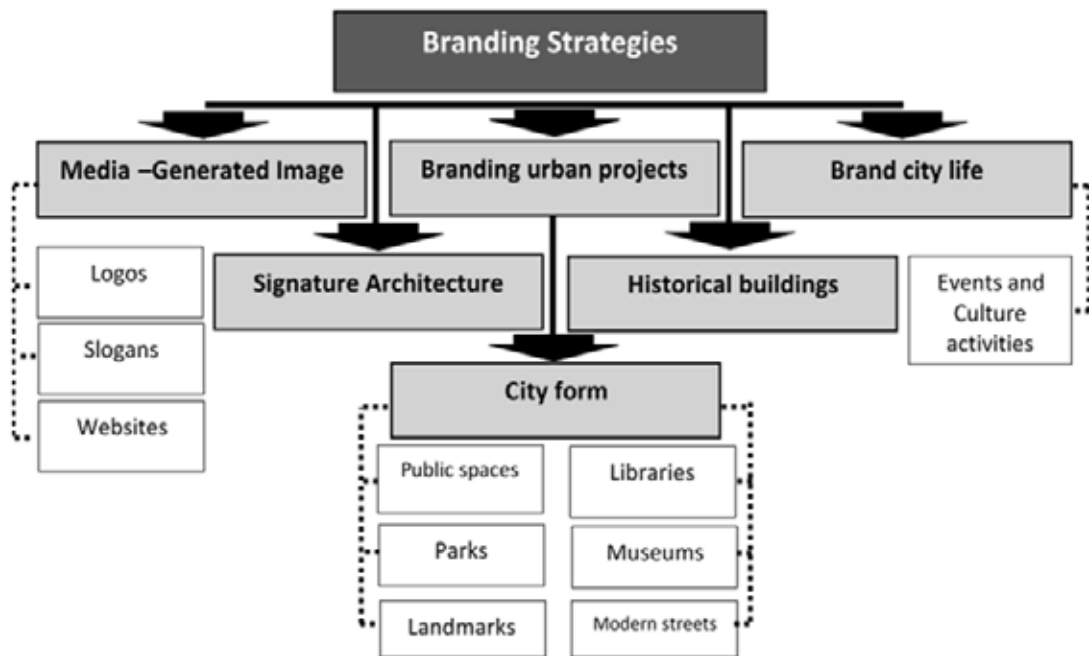 Branding Strategies
Media –Generated Image
Branding urban projects
Brand city life
Signature Architecture
Historical buildings
Logos
Slogans
Websites
Events and
Culture
activities
City form
Public spaces
Libraries
Parks
Museums
Landmarks
Modern streets